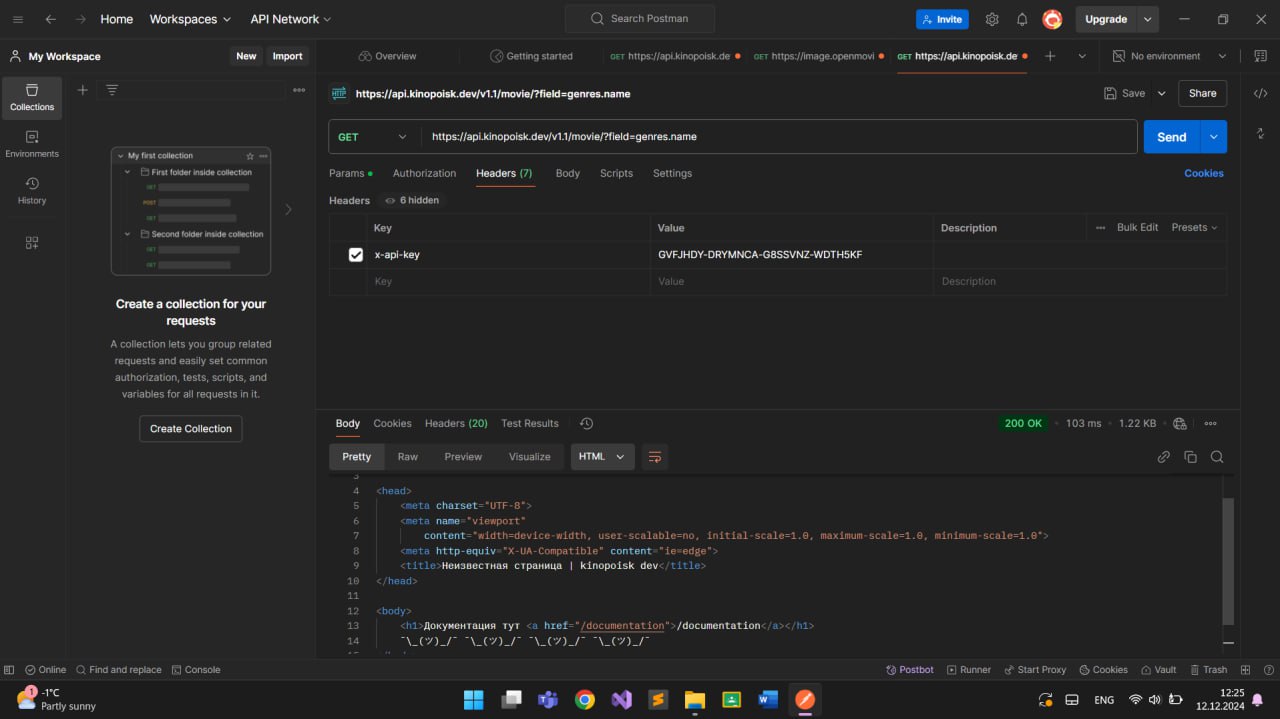 Home
Workspaces
API Network
Search Postman
Invite
Upgrade
My Workspace
New
Import
Overview
Getting started
GET https://api.kinopoisk.de
GET https://image.openmovi
GET https://api.kinopoisk.de
No environment
Collections
Environments
History
My first collection
First folder inside collection
GET
POST
GET
Second folder inside collection
GET
GET
Create a collection for your
requests
A collection lets you group related
requests and easily set common
authorization, tests, scripts, and
variables for all requests in it.
Create Collection
HTTP
https://api.kinopoisk.dev/v1.1/movie/?field=genres.name
Save
Share
GET
https://api.kinopoisk.dev/v1.1/movie/?field=genres.name
Send
Params
Authorization
Headers (7)
Body
Scripts
Settings
Cookies
Headers
6 hidden
Key
Value
Description
Bulk Edit
Presets
x-api-key
GVFJHDY-DRYMNCA-G8SSVNZ-WDTH5KF
Key
Value
Description
Body
Cookies
Headers (20)
Test Results
200 OK
103 ms
1.22 KB
Pretty
Raw
Preview
Visualize
HTML
3
4 <head>
5 <meta charset="UTF-8">
6 <meta name="viewport"
7 content="width=device-width, user-scalable=no, initial-scale=1.0, maximum-scale=1.0, minimum-scale=1.0">
8 <meta http-equiv="X-UA-Compatible" content="ie=edge">
9 <title>Неизвестная страница | kinopoisk dev</title>
10 </head>
11
12 <body>
13 <h1>Документация тут <a href="/documentation">/documentation</a></h1>
14 ¯\_(ツ)_/¯ ¯\_(ツ)_/¯ ¯\_(ツ)_/¯ ¯\_(ツ)_/¯
Online
Find and replace
Console
Postbot
Runner
Start Proxy
Cookies
Vault
Trash
1
-1°C
Partly sunny
ENG
12:25
12.12.2024